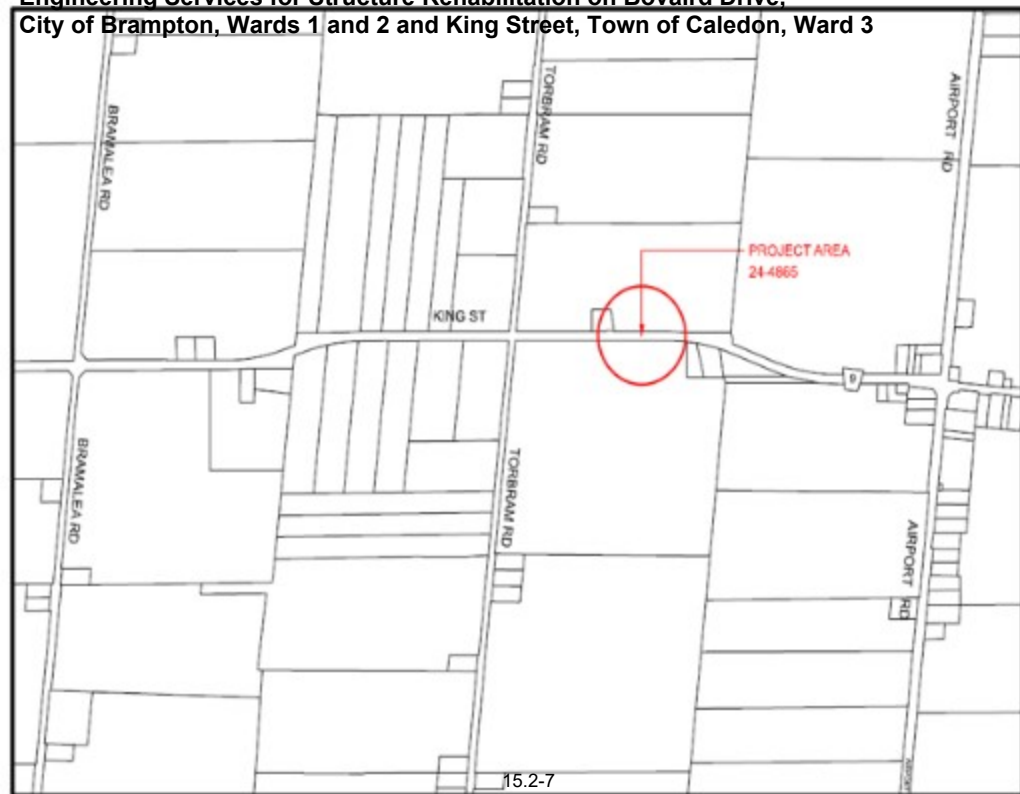 Engineering Services for Structure Rehabilitation on Bovaird Drive,
City of Brampton, Wards 1 and 2 and King Street, Town of Caledon, Ward 3
BRAMALEA RD
TORBRAM RD
AIRPORT RD
PROJECT AREA
24-4865
KING ST
9
BRAMALEA RD
TORBRAM RD
AIRPORT RD
AIRPORT
15.2-7